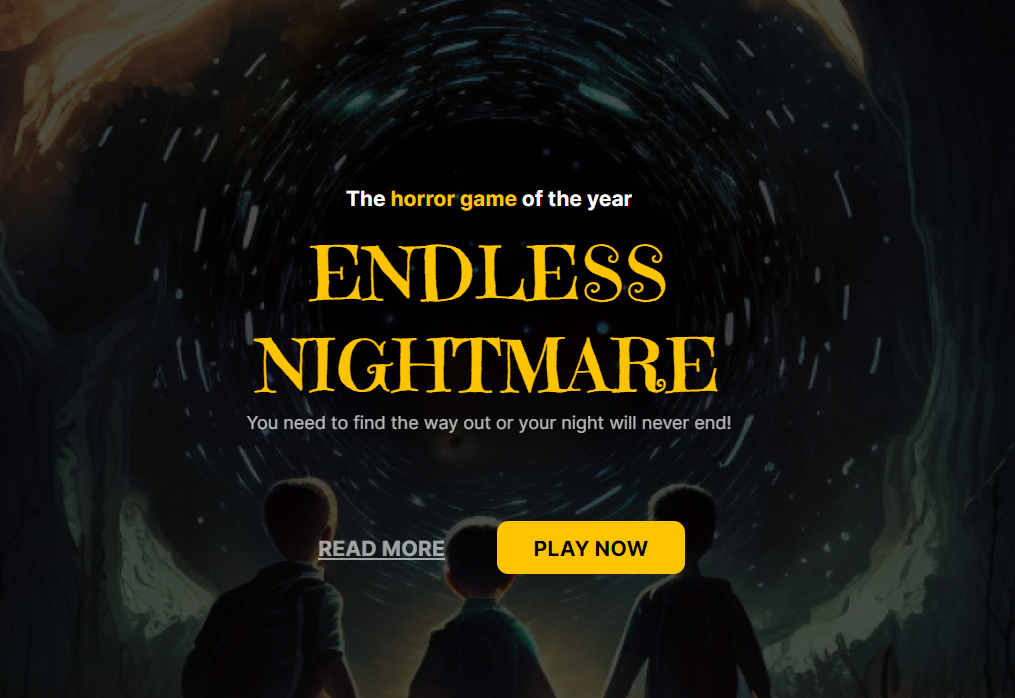 The horror game of the year
ENDLESS
NIGHTMARE
You need to find the way out or your night will never end!
READ MORE PLAY NOW